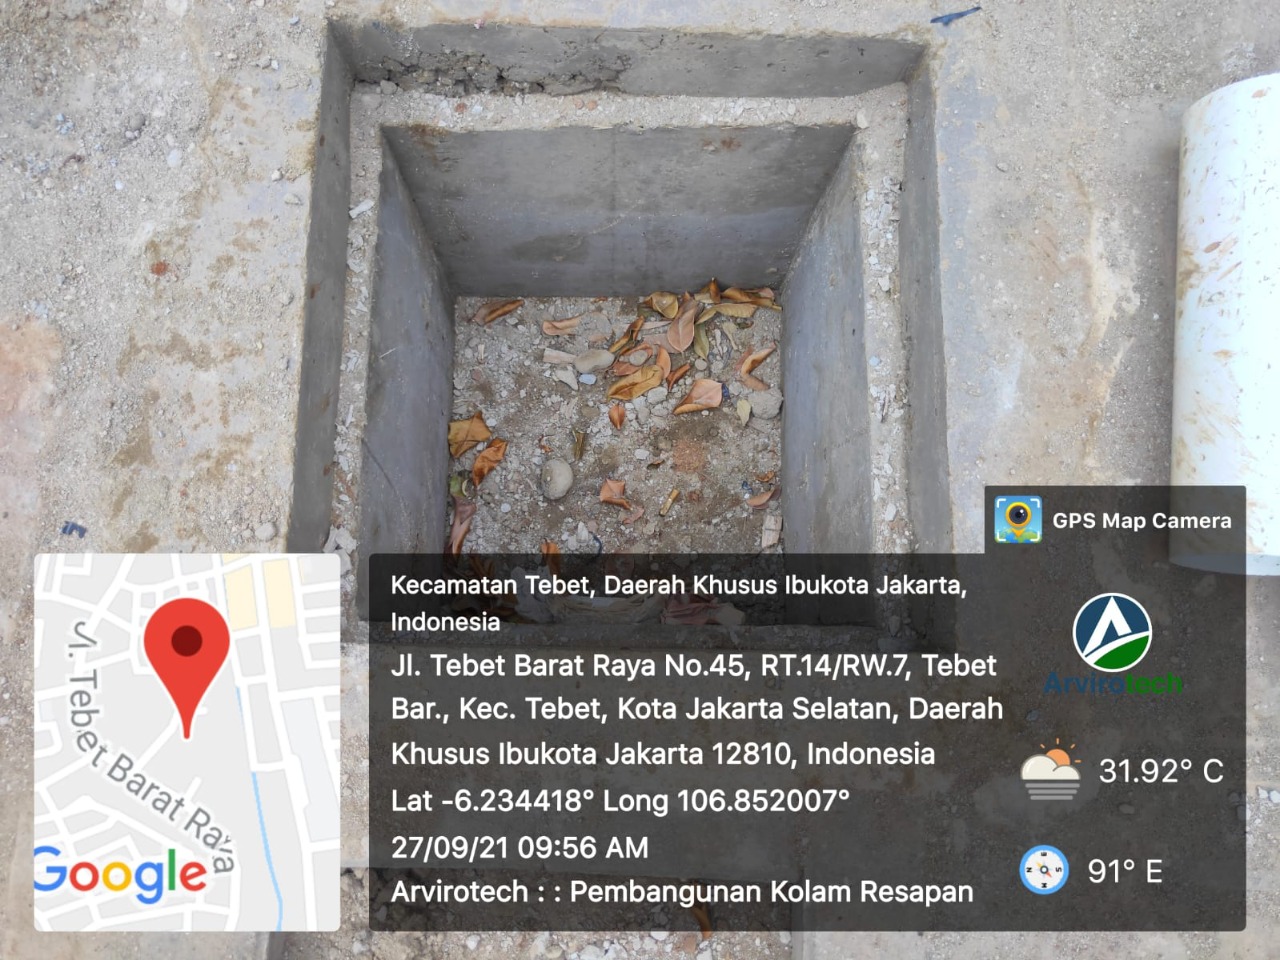 GPS Map Camera
Kecamatan Tebet, Daerah Khusus Ibukota Jakarta,
Indonesia
Jl. Tebet Barat Raya No.45, RT.14/RW.7, Tebet
Bar., Kec. Tebet, Kota Jakarta Selatan, Daerah
Khusus Ibukota Jakarta 12810, Indonesia
Lat -6.234418° Long 106.852007°
27/09/21 09:56 AM
Arvirotech : : Pembangunan Kolam Resapan
Arvirotech
31.92° C
91° E
Jl. Tebet Barat Raya
Google